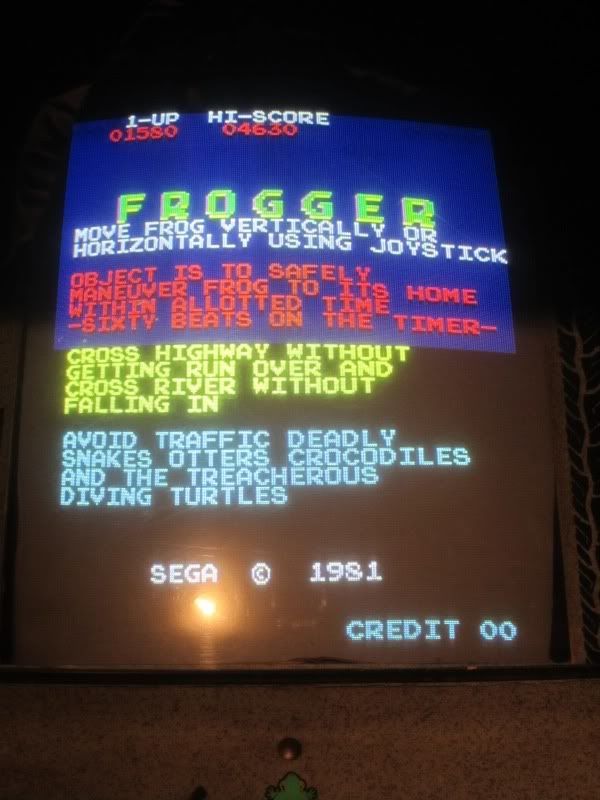 1-UP HI-SCORE
01580 04630
FROGGER
MOVE FROG VERTICALLY OR
HORIZONTALLY USING JOYSTICK
OBJECT IS TO SAFELY
MANEUVER FROG TO ITS HOME
WITHIN ALLOTTED TIME
-SIXTY BEATS ON THE TIMER-
CROSS HIGHWAY WITHOUT
GETTING RUN OVER AND
CROSS RIVER WITHOUT
FALLING IN
AVOID TRAFFIC DEADLY
SNAKES OTTERS CROCODILES
AND THE TREACHEROUS
DIVING TURTLES
SEGA © 1981
CREDIT 00